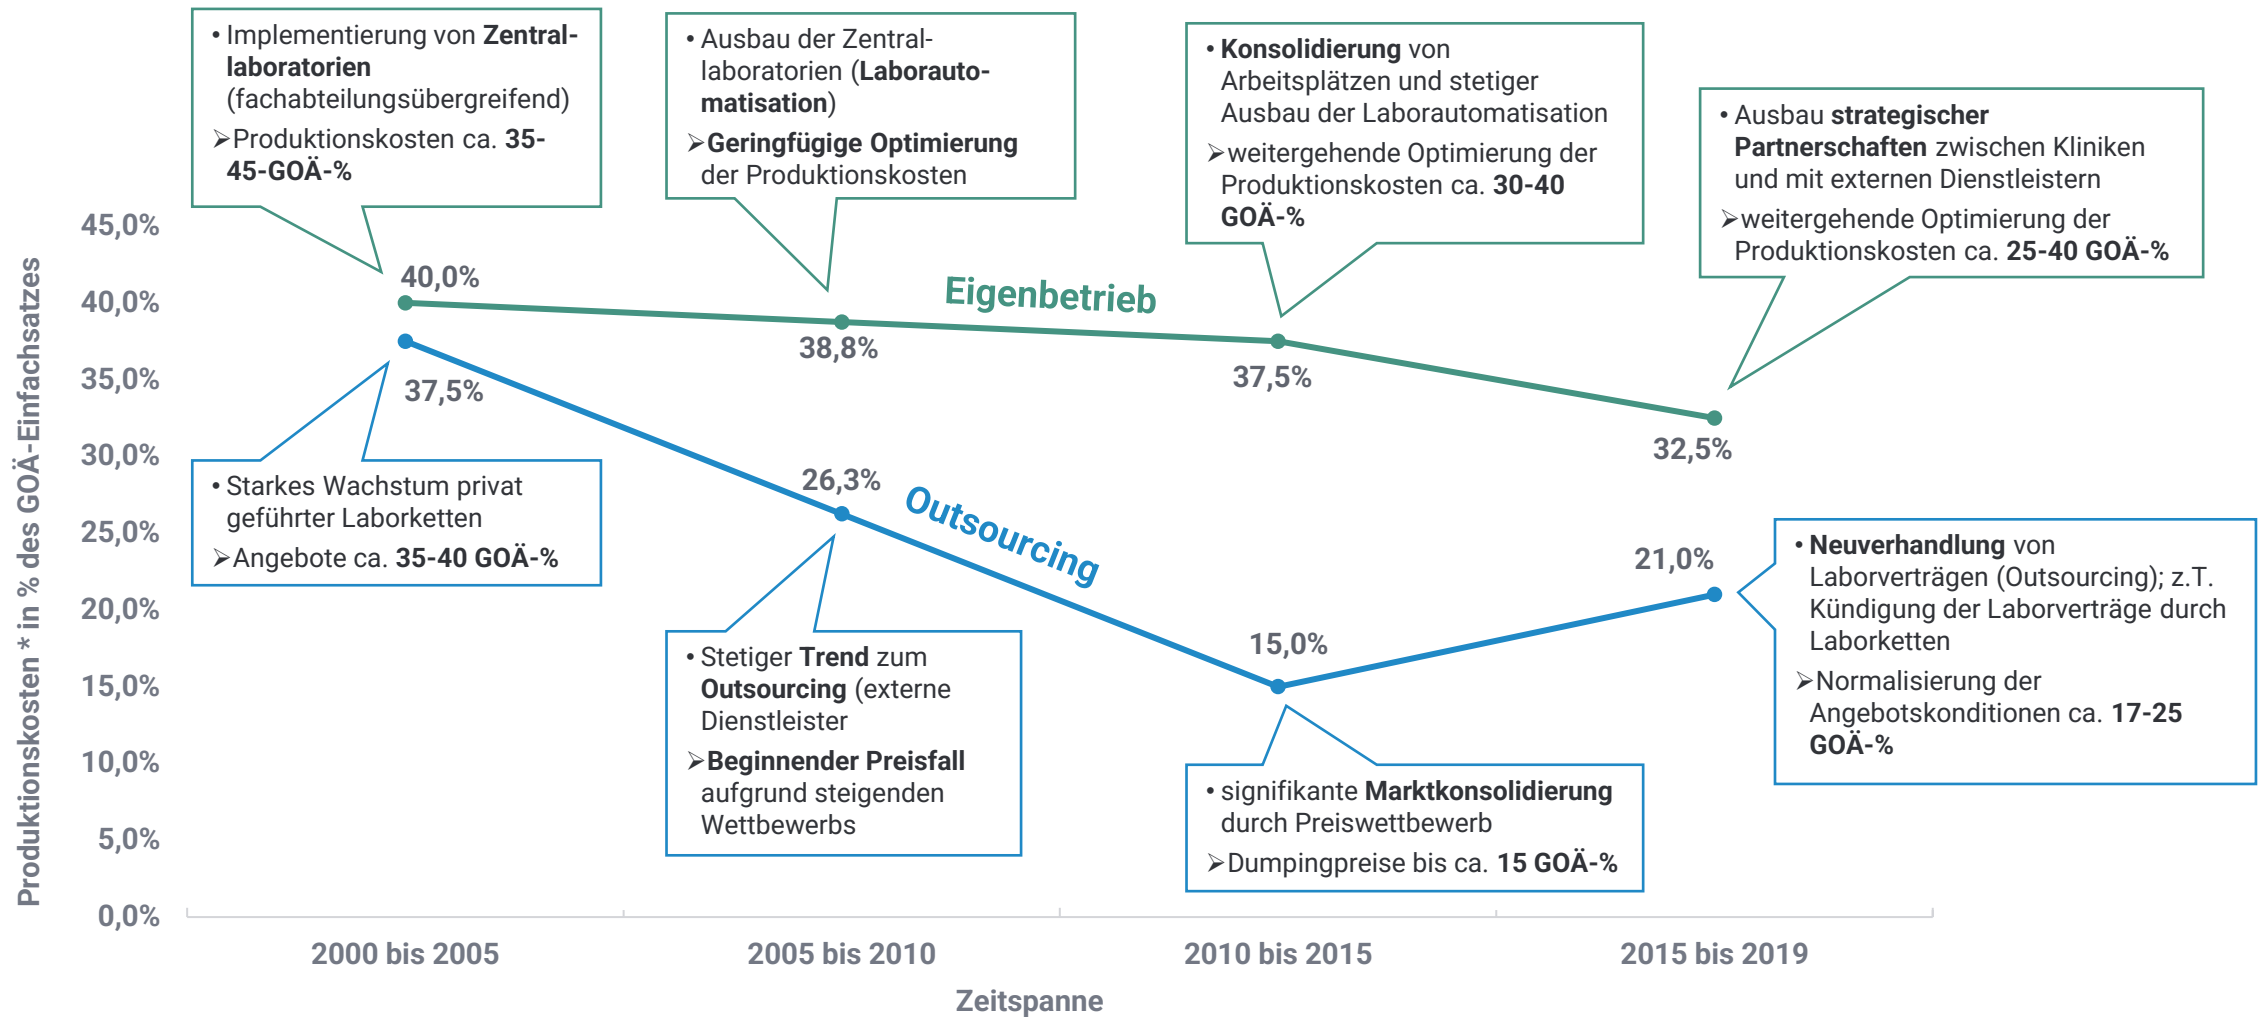 • Implementierung von Zentral-
laboratorien
(fachabteilungsübergreifend)
➢Produktionskosten ca. 35-
45-GOÄ-%
• Ausbau der Zentral-
laboratorien (Laborauto-
matisation)
➢Geringfügige Optimierung
der Produktionskosten
• Konsolidierung von
Arbeitsplätzen und stetiger
Ausbau der Laborautomatisation
➢weitergehende Optimierung der
Produktionskosten ca. 30-40
GOÄ-%
• Ausbau strategischer
Partnerschaften zwischen Kliniken
und mit externen Dienstleistern
➢weitergehende Optimierung der
Produktionskosten ca. 25-40 GOÄ-%
Produktionskosten * in % des GOÄ-Einfachsatzes
45,0%
40,0%
35,0%
30,0%
25,0%
20,0%
15,0%
10,0%
5,0%
0,0%
Eigenbetrieb
40,0%
38,8%
37,5%
32,5%
Outsourcing
37,5%
26,3%
15,0%
21,0%
• Starkes Wachstum privat
geführter Laborketten
➢Angebote ca. 35-40 GOÄ-%
• Stetiger Trend zum
Outsourcing (externe
Dienstleister
➢Beginnender Preisfall
aufgrund steigenden
Wettbewerbs
• signifikante Marktkonsolidierung
durch Preiswettbewerb
➢Dumpingpreise bis ca. 15 GOÄ-%
• Neuverhandlung von
Laborverträgen (Outsourcing); z.T.
Kündigung der Laborverträge durch
Laborketten
➢Normalisierung der
Angebotskonditionen ca. 17-25
GOÄ-%
2000 bis 2005
2005 bis 2010
2010 bis 2015
2015 bis 2019
Zeitspanne